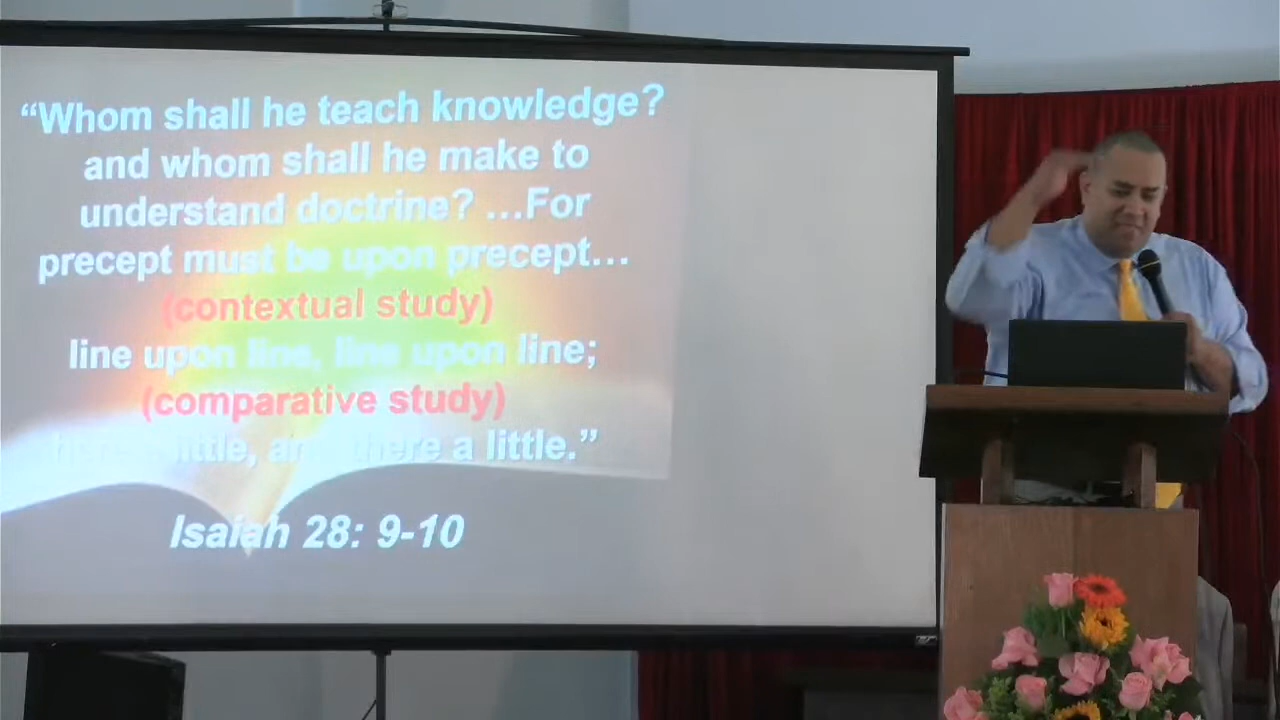 “Whom shall he teach knowledge?
and whom shall he make to
understand doctrine? ...For
precept must be upon precept...
(contextual study)
line upon line, line upon line;
(comparative study)
here a little, and there a little.”
Isaiah 28: 9-10